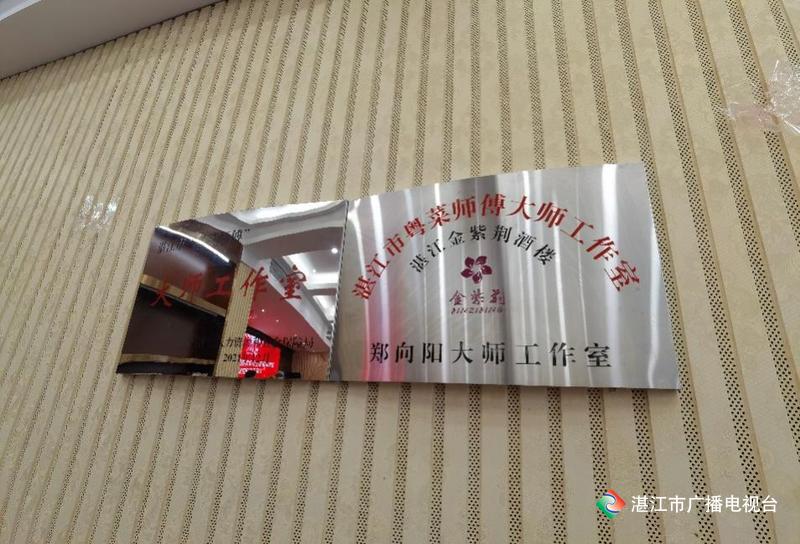 大师工作室
湛江市粤菜师傅大师工作室
湛江金紫荆酒楼
金紫荆
JINZIJING
郑向阳大师工作室
湛江市广播电视台